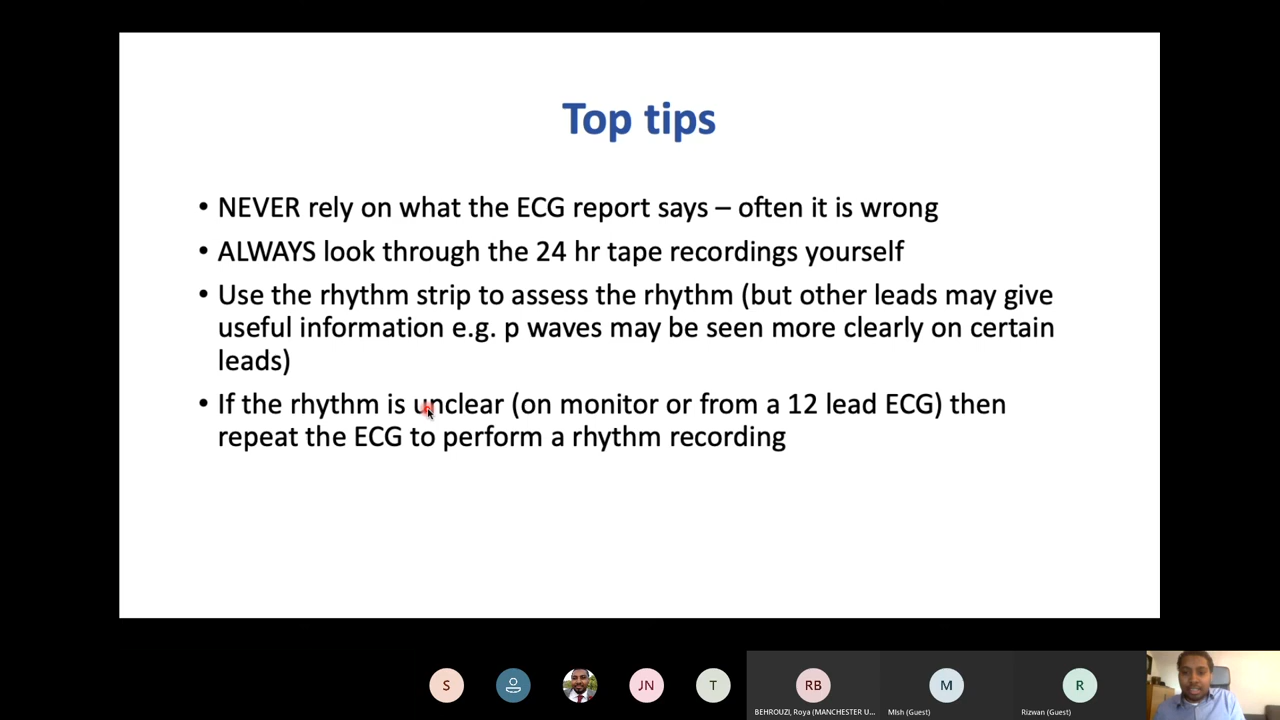 Top tips
• NEVER rely on what the ECG report says – often it is wrong
• ALWAYS look through the 24 hr tape recordings yourself
• Use the rhythm strip to assess the rhythm (but other leads may give
useful information e.g. p waves may be seen more clearly on certain
leads)
• If the rhythm is unclear (on monitor or from a 12 lead ECG) then
repeat the ECG to perform a rhythm recording
S
JN
T
RB
M
R
BEHROUZI, Roya (MANCHESTER U...
MIsh (Guest)
Rizwan (Guest)